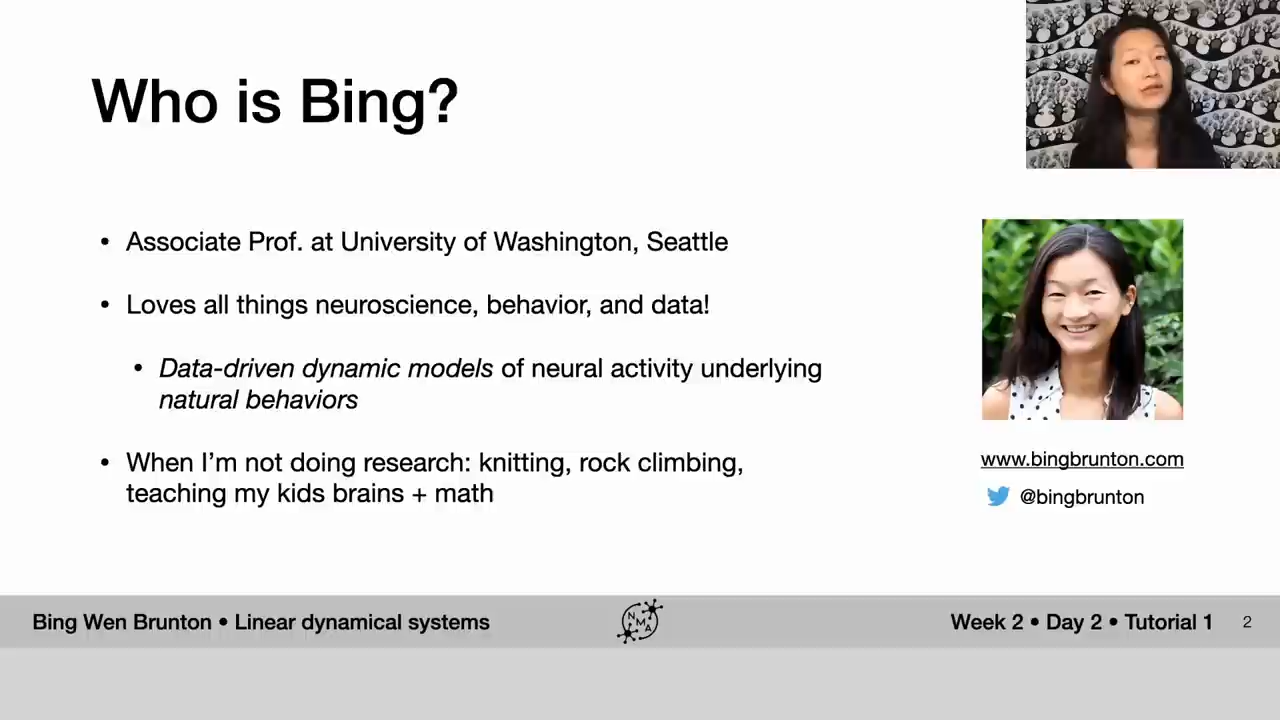 Who is Bing?
• Associate Prof. at University of Washington, Seattle
• Loves all things neuroscience, behavior, and data!
• Data-driven dynamic models of neural activity underlying
natural behaviors
• When I’m not doing research: knitting, rock climbing,
teaching my kids brains + math
www.bingbrunton.com
@bingbrunton
Bing Wen Brunton • Linear dynamical systems
NMA
Week 2 • Day 2 • Tutorial 1
2